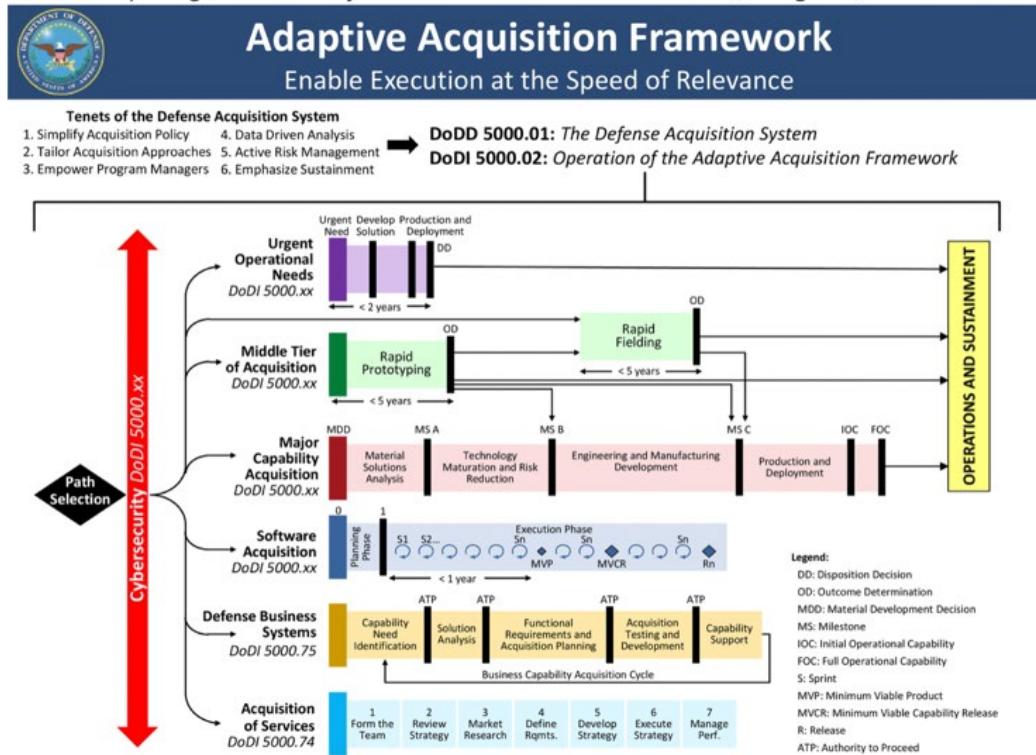 Adaptive Acquisition Framework
Enable Execution at the Speed of Relevance
Tenets of the Defense Acquisition System
1. Simplify Acquisition Policy
2. Tailor Acquisition Approaches
3. Empower Program Managers
4. Data Driven Analysis
5. Active Risk Management
6. Emphasize Sustainment
DoDD 5000.01: The Defense Acquisition System
DoDI 5000.02: Operation of the Adaptive Acquisition Framework
Path
Selection
Cybersecurity DoDI 5000.xx
OPERATIONS AND SUSTAINMENT
Urgent
Operational
Needs
DoDI 5000.xx
Urgent
Need
Develop
Solution
Production and
Deployment
DD
< 2 years
Middle Tier
of Acquisition
DoDI 5000.xx
Rapid
Prototyping
OD
< 5 years
Rapid
Fielding
OD
< 5 years
Major
Capability
Acquisition
DoDI 5000.xx
MDD
MS A
MS B
MS C
IOC
FOC
Material
Solutions
Analysis
Technology
Maturation and Risk
Reduction
Engineering and Manufacturing
Development
Production and
Deployment
Software
Acquisition
DoDI 5000.xx
0
1
Planning
Phase
Execution Phase
S1
S2...
Sn
Sn
Sn
MVP
MVCR
Rn
< 1 year
Defense Business
Systems
DoDI 5000.75
ATP
ATP
ATP
ATP
Capability
Need
Identification
Solution
Analysis
Functional
Requirements and
Acquisition Planning
Acquisition
Testing and
Development
Capability
Support
Business Capability Acquisition Cycle
Acquisition
of Services
DoDI 5000.74
1
Form the
Team
2
Review
Strategy
3
Market
Research
4
Define
Rqmts.
5
Develop
Strategy
6
Execute
Strategy
7
Manage
Perf.
Legend:
DD: Disposition Decision
OD: Outcome Determination
MDD: Material Development Decision
MS: Milestone
IOC: Initial Operational Capability
FOC: Full Operational Capability
S: Sprint
MVP: Minimum Viable Product
MVCR: Minimum Viable Capability Release
R: Release
ATP: Authority to Proceed